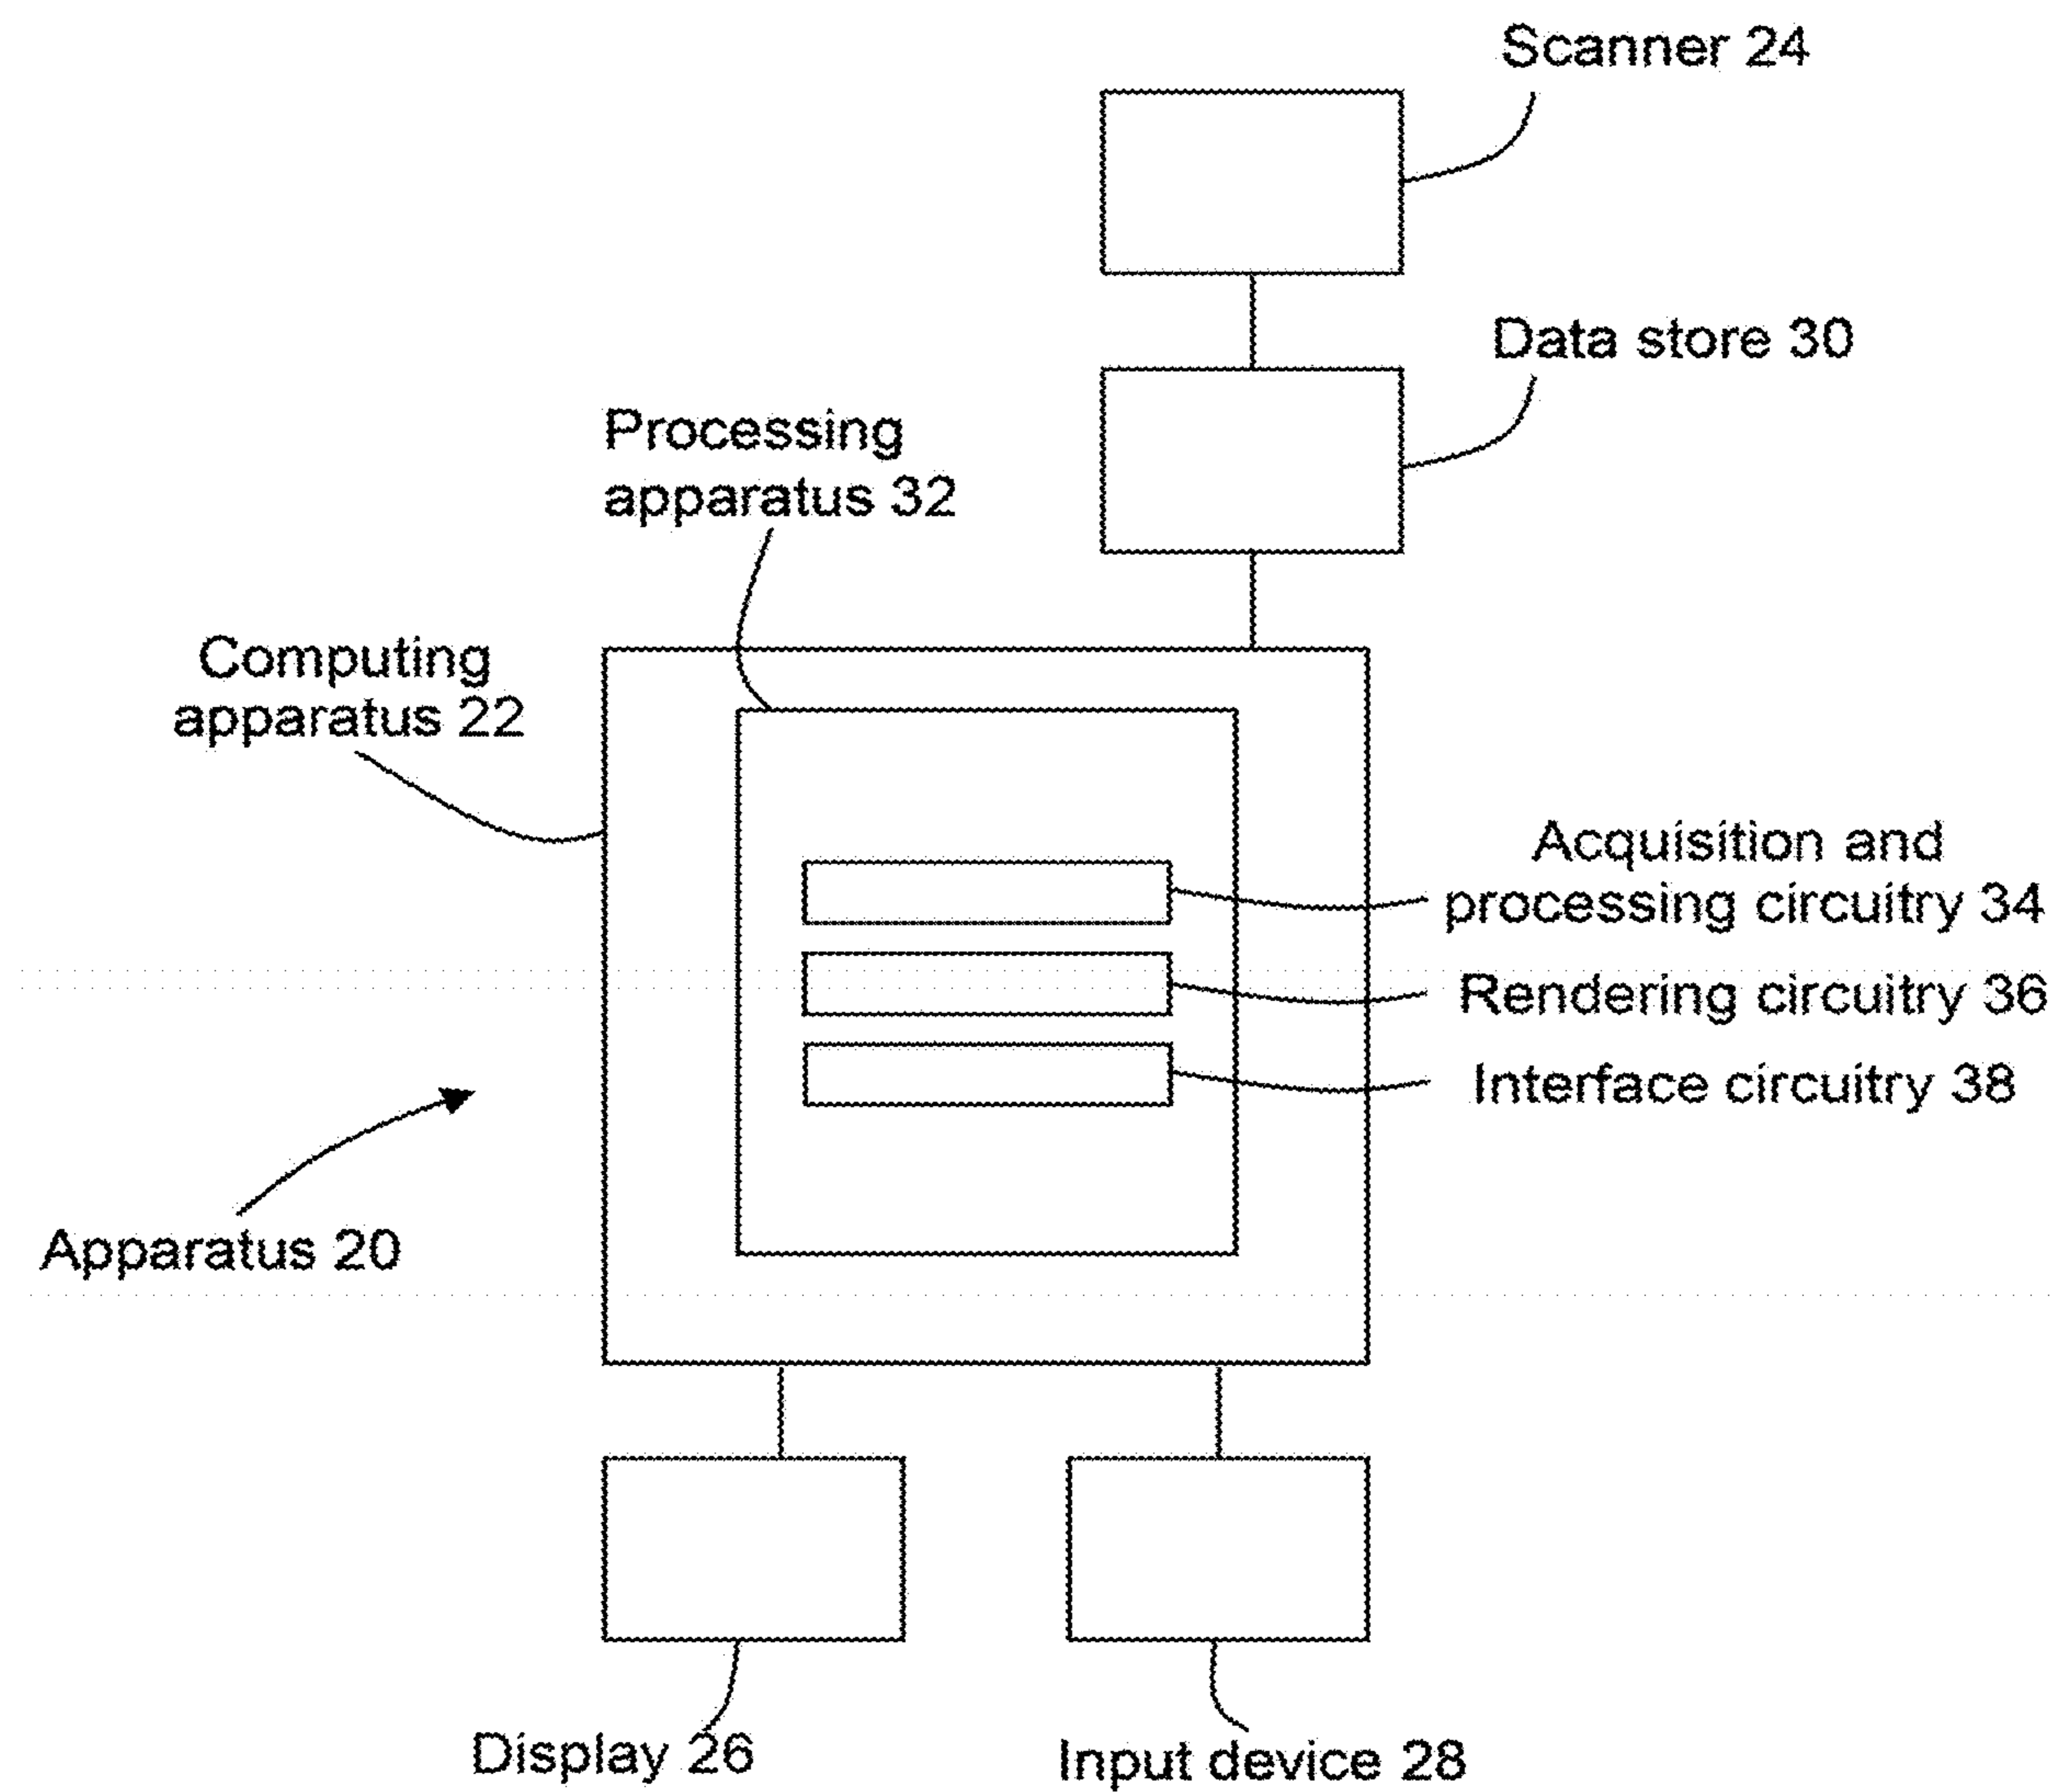 Scanner 24
Data store 30
Processing
apparatus 32
Computing
apparatus 22
Acquisition and
processing circuitry 34
Rendering circuitry 36
Interface circuitry 38
Apparatus 20
Display 26
Input device 28